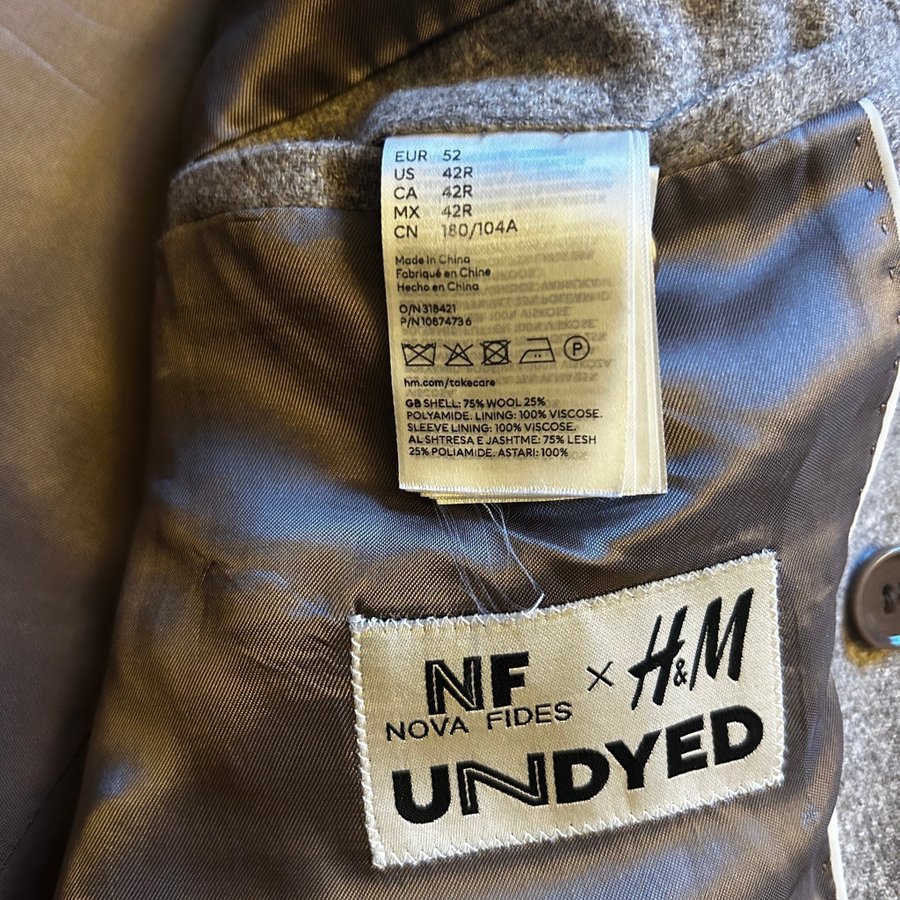 EUR 52
US 42R
CA 42R
MX 42R
CN 180/104A
Made in China
Fabriqué en Chine
Hecho en China
O/N 318421
P/N 1087473 6
P
hm.com/takecare
GB SHELL: 75% WOOL 25%
POLYAMIDE. LINING: 100% VISCOSE.
SLEEVE LINING: 100% VISCOSE.
AL SHTRESA E JASHTME: 75% LESH
25% POLIAMIDE. ASTARI: 100%
NF × H&M
NOVA FIDES
UNDYED